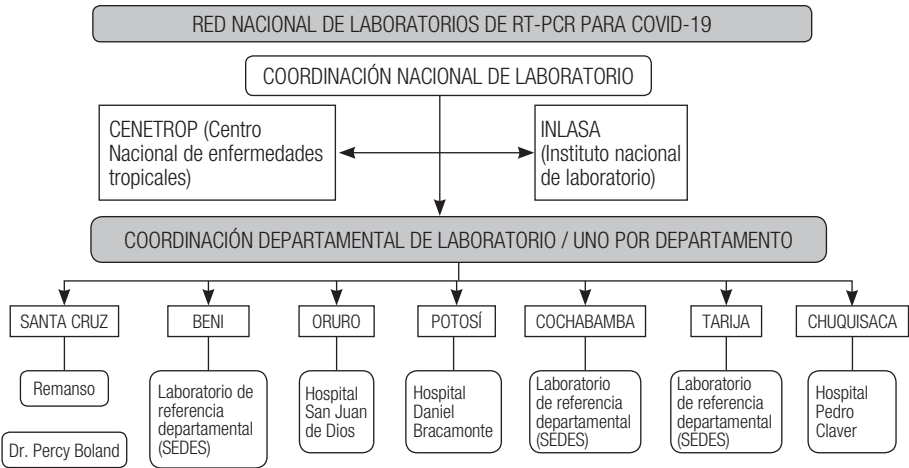 RED NACIONAL DE LABORATORIOS DE RT-PCR PARA COVID-19
COORDINACIÓN NACIONAL DE LABORATORIO
CENETROP (Centro
Nacional de enfermedades
tropicales)
INLASA
(Instituto nacional
de laboratorio)
COORDINACIÓN DEPARTAMENTAL DE LABORATORIO / UNO POR DEPARTAMENTO
SANTA CRUZ
BENI
ORURO
POTOSÍ
COCHABAMBA
TARIJA
CHUQUISACA
Remanso
Dr. Percy Boland
Laboratorio de
referencia
departamental
(SEDES)
Hospital
San Juan
de Dios
Hospital
Daniel
Bracamonte
Laboratorio
de referencia
departamental
(SEDES)
Laboratorio
de referencia
departamental
(SEDES)
Hospital
Pedro
Claver